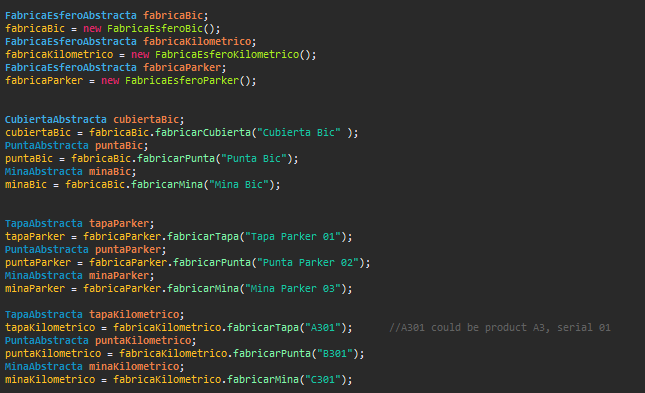 FabricaEsferoAbstracta fabricaBic;
fabricaBic = new FabricaEsferoBic();
FabricaEsferoAbstracta fabricaKilometrico;
fabricaKilometrico = new FabricaEsferoKilometrico();
FabricaEsferoAbstracta fabricaParker;
fabricaParker = new FabricaEsferoParker();
CubiertaAbstracta cubiertaBic;
cubiertaBic = fabricaBic.fabricarCubierta("Cubierta Bic" );
PuntaAbstracta puntaBic;
puntaBic = fabricaBic.fabricarPunta("Punta Bic");
MinaAbstracta minaBic;
minaBic = fabricaBic.fabricarMina("Mina Bic");
TapaAbstracta tapaParker;
tapaParker = fabricaParker.fabricarTapa("Tapa Parker 01");
PuntaAbstracta puntaParker;
puntaParker = fabricaParker.fabricarPunta("Punta Parker 02");
MinaAbstracta minaParker;
minaParker = fabricaParker.fabricarMina("Mina Parker 03");
TapaAbstracta tapaKilometrico;
tapaKilometrico = fabricaKilometrico.fabricarTapa("A301");      //A301 could be product A3, serial 01
PuntaAbstracta puntaKilometrico;
puntaKilometrico = fabricaKilometrico.fabricarPunta("B301");
MinaAbstracta minaKilometrico;
minaKilometrico = fabricaKilometrico.fabricarMina("C301");